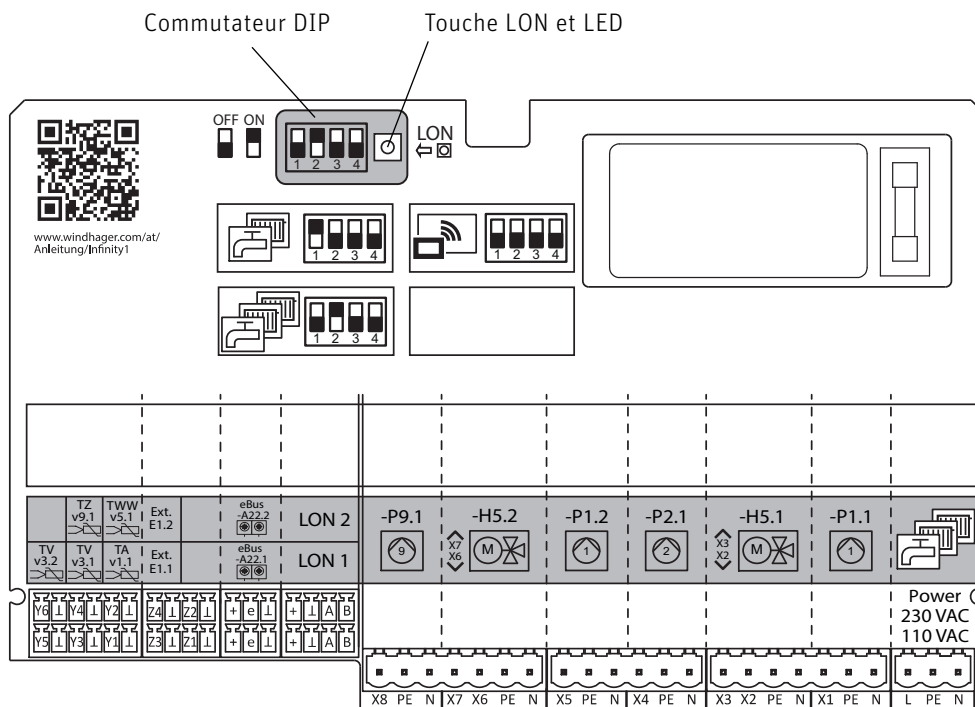 Commutateur DIP
Touche LON et LED
OFF ON
1 2 3 4
LON
www.windhager.com/at/
Anleitung/Infinity1
1 2 3 4
1 2 3 4
1 2 3 4
TZ
v9.1
TWW
v5.1
Ext.
E1.2
eBus
-A22.2
LON 2
TV
v3.2
TV
v3.1
TA
v1.1
Ext.
E1.1
eBus
-A22.1
LON 1
-P9.1
9
-H5.2
X7
X6
M
-P1.2
1
-P2.1
2
-H5.1
X3
X2
M
-P1.1
1
Power
230 VAC
110 VAC
Y6 ⊥ Y4 ⊥ Y2 ⊥ Z4 ⊥ Z2 ⊥ + e ⊥ + ⊥ A B
Y5 ⊥ Y3 ⊥ Y1 ⊥ Z3 ⊥ Z1 ⊥ + e ⊥ + ⊥ A B
X8 PE N X7 X6 PE N X5 PE N X4 PE N X3 X2 PE N X1 PE N L PE N